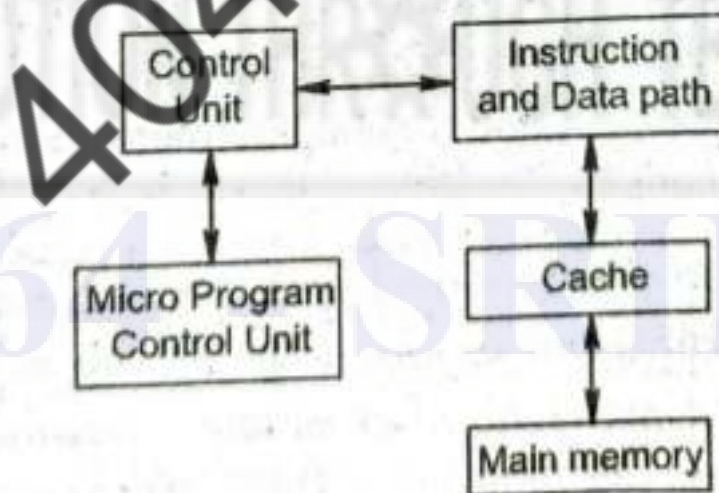 Control
Unit
Instruction
and Data path
Micro Program
Control Unit
Cache
Main memory